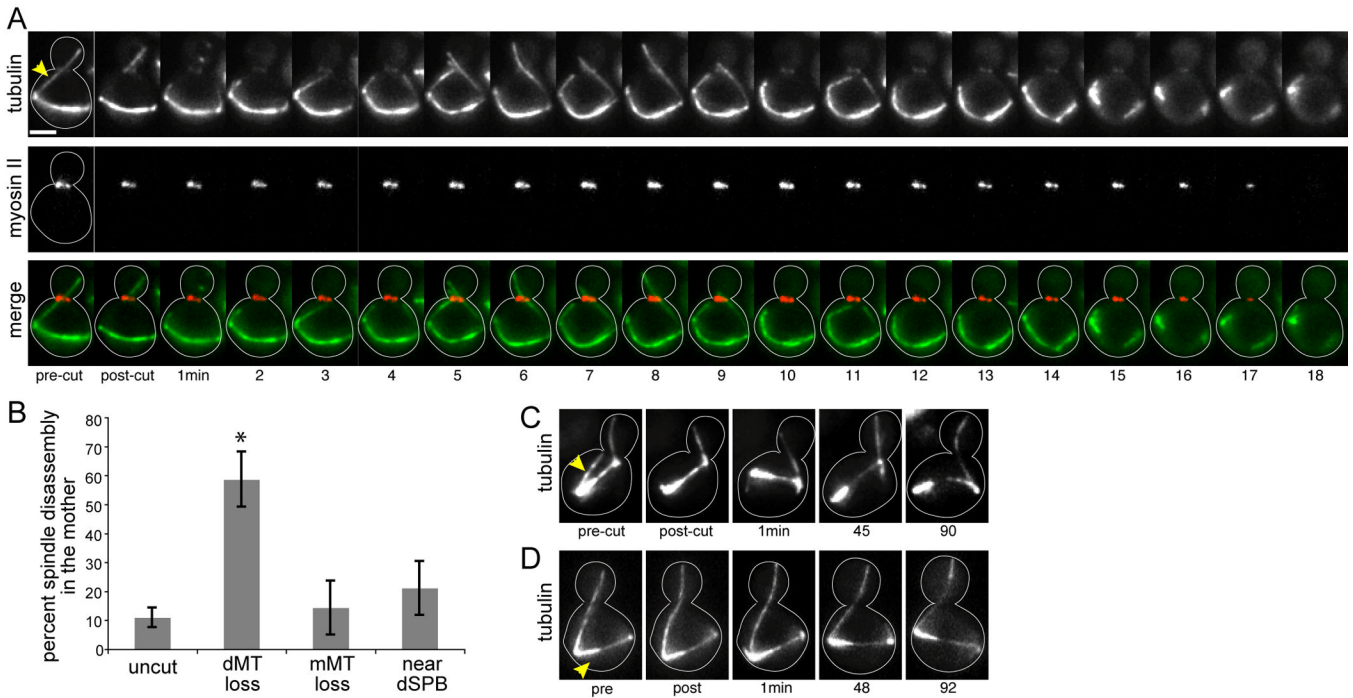 A
tubulin
myosin II
merge
pre-cut post-cut 1min 2 3 4 5 6 7 8 9 10 11 12 13 14 15 16 17 18
B
percent spindle disassembly
in the mother
80
70
60
50
40
30
20
10
0
*
uncut dMT mMT near
loss loss dSPB
C
tubulin
pre-cut post-cut 1min 45 90
D
tubulin
pre post 1min 48 92